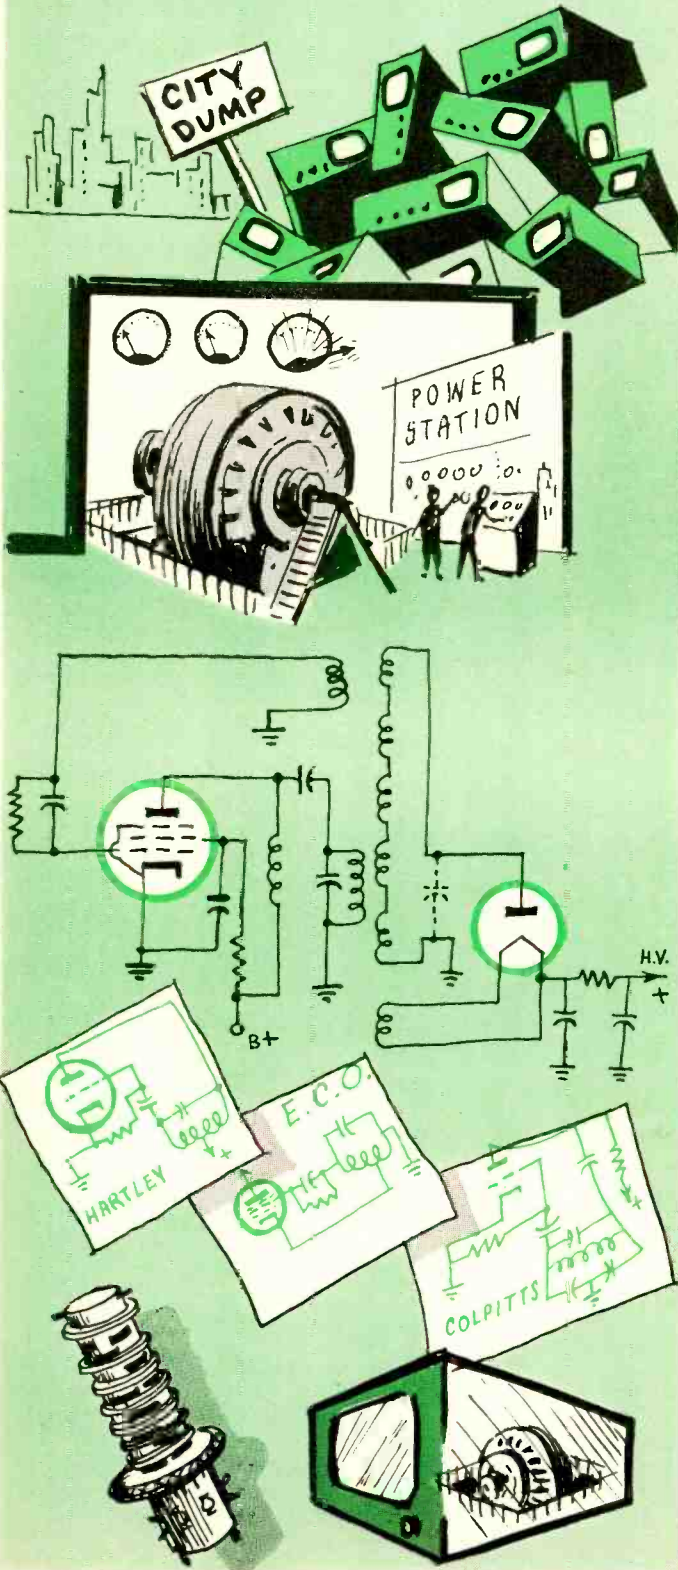 CITY
DUMP
POWER
STATION
H.V.
+
B+
HARTLEY
+
E.C.O.
+
COLPITTS